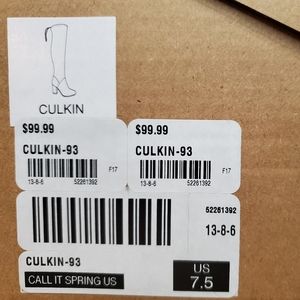 CULKIN
$99.99
CULKIN-93
13-8-6 52261392
F17
$99.99
CULKIN-93
13-8-6 52261392
F17
52261392
13-8-6
CULKIN-93
CALL IT SPRING US
US
7.5